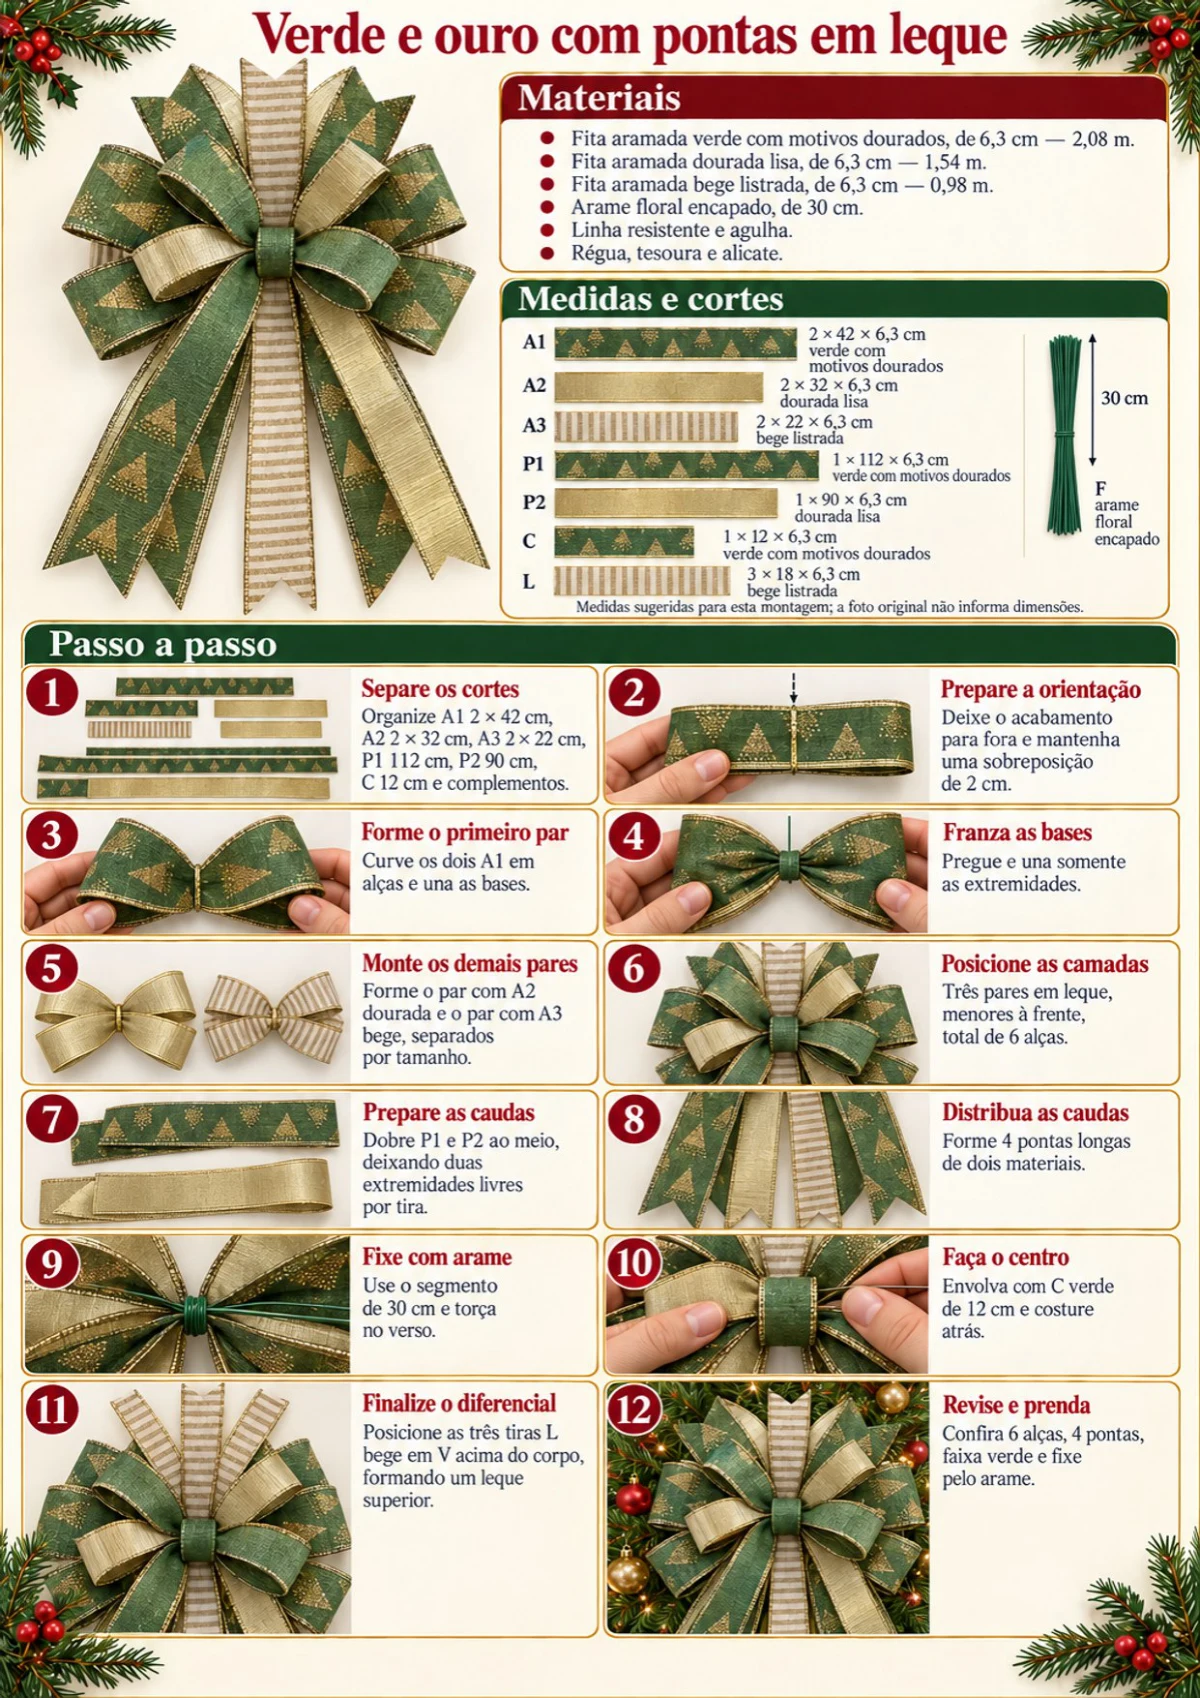 Verde e ouro com pontas em leque
Materiais
Fita aramada verde com motivos dourados, de 6,3 cm — 2,08 m.
Fita aramada dourada lisa, de 6,3 cm — 1,54 m.
Fita aramada bege listrada, de 6,3 cm — 0,98 m.
Arame floral encapado, de 30 cm.
Linha resistente e agulha.
Régua, tesoura e alicate.
Medidas e cortes
A1
2 × 42 × 6,3 cm
verde com
motivos dourados
A2
2 × 32 × 6,3 cm
dourada lisa
A3
2 × 22 × 6,3 cm
bege listrada
P1
1 × 112 × 6,3 cm
verde com motivos dourados
P2
1 × 90 × 6,3 cm
dourada lisa
C
1 × 12 × 6,3 cm
verde com motivos dourados
L
3 × 18 × 6,3 cm
bege listrada
30 cm
F
arame
floral
encapado
Medidas sugeridas para esta montagem; a foto original não informa dimensões.
Passo a passo
1
Separe os cortes
Organize A1 2 × 42 cm,
A2 2 × 32 cm, A3 2 × 22 cm,
P1 112 cm, P2 90 cm,
C 12 cm e complementos.
2
Prepare a orientação
Deixe o acabamento
para fora e mantenha
uma sobreposição
de 2 cm.
3
Forme o primeiro par
Curve os dois A1 em
alças e una as bases.
4
Franza as bases
Pregue e una somente
as extremidades.
5
Monte os demais pares
Forme o par com A2
dourada e o par com A3
bege, separados
por tamanho.
6
Posicione as camadas
Três pares em leque,
menores à frente,
total de 6 alças.
7
Prepare as caudas
Dobre P1 e P2 ao meio,
deixando duas
extremidades livres
por tira.
8
Distribua as caudas
Forme 4 pontas longas
de dois materiais.
9
Fixe com arame
Use o segmento
de 30 cm e torça
no verso.
10
Faça o centro
Envolva com C verde
de 12 cm e costure
atrás.
11
Finalize o diferencial
Posicione as três tiras L
bege em V acima do corpo,
formando um leque
superior.
12
Revise e prenda
Confira 6 alças, 4 pontas,
faixa verde e fixe
pelo arame.